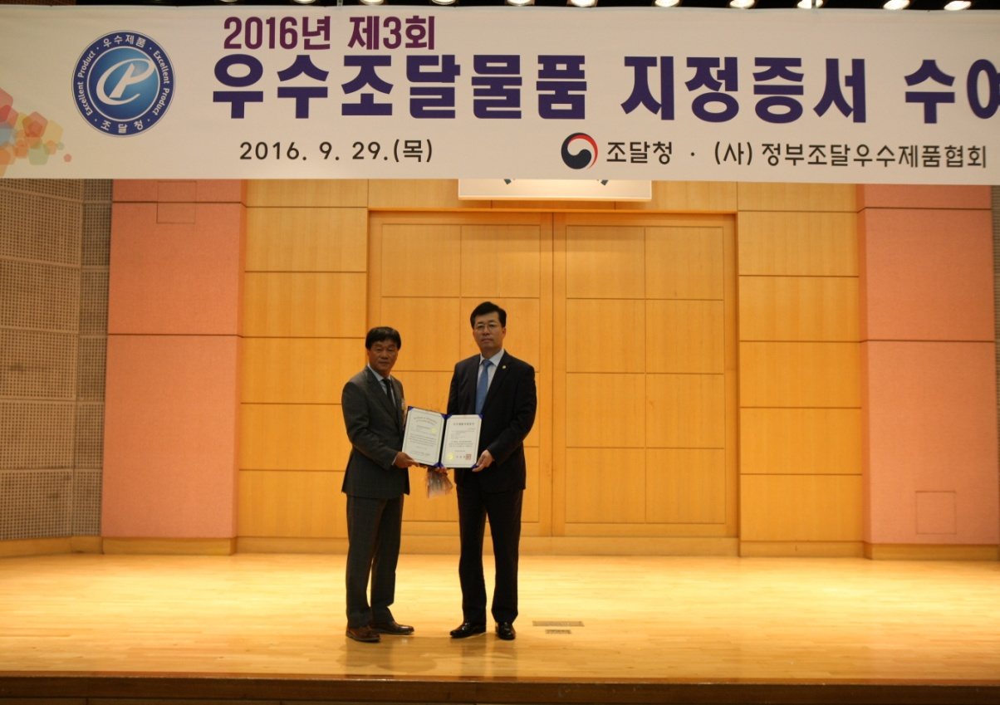 2016년 제3회
우수조달물품 지정증서 수여
2016. 9. 29.(목)
조달청 · (사) 정부조달우수제품협회
우수제품 · Excellent Product · 조달청 · Excellent Product